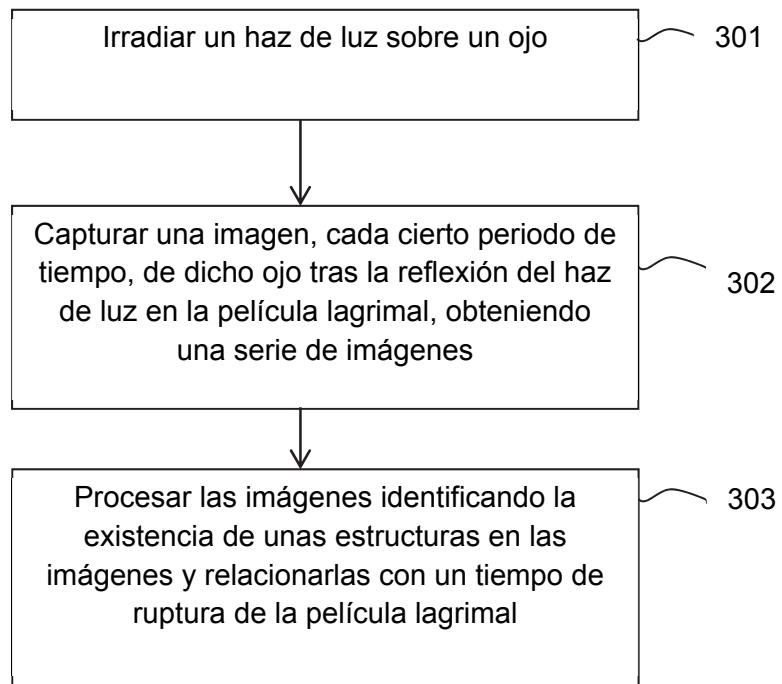 Irradiar un haz de luz sobre un ojo
301
Capturar una imagen, cada cierto periodo de
tiempo, de dicho ojo tras la reflexión del haz
de luz en la película lagrimal, obteniendo
una serie de imágenes
302
Procesar las imágenes identificando la
existencia de unas estructuras en las
imágenes y relacionarlas con un tiempo de
ruptura de la película lagrimal
303